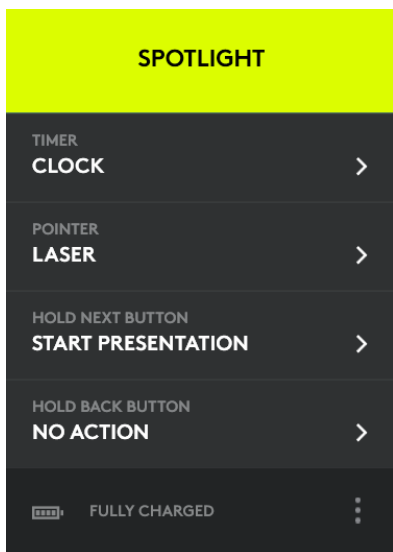 SPOTLIGHT
TIMER
CLOCK
POINTER
LASER
HOLD NEXT BUTTON
START PRESENTATION
HOLD BACK BUTTON
NO ACTION
FULLY CHARGED